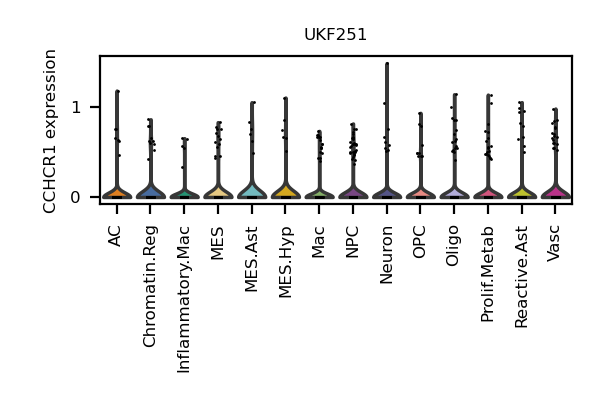 UKF251
CCHCR1 expression
1
0
AC
Chromatin.Reg
Inflammatory.Mac
MES
MES.Ast
MES.Hyp
Mac
NPC
Neuron
OPC
Oligo
Prolif.Metab
Reactive.Ast
Vasc